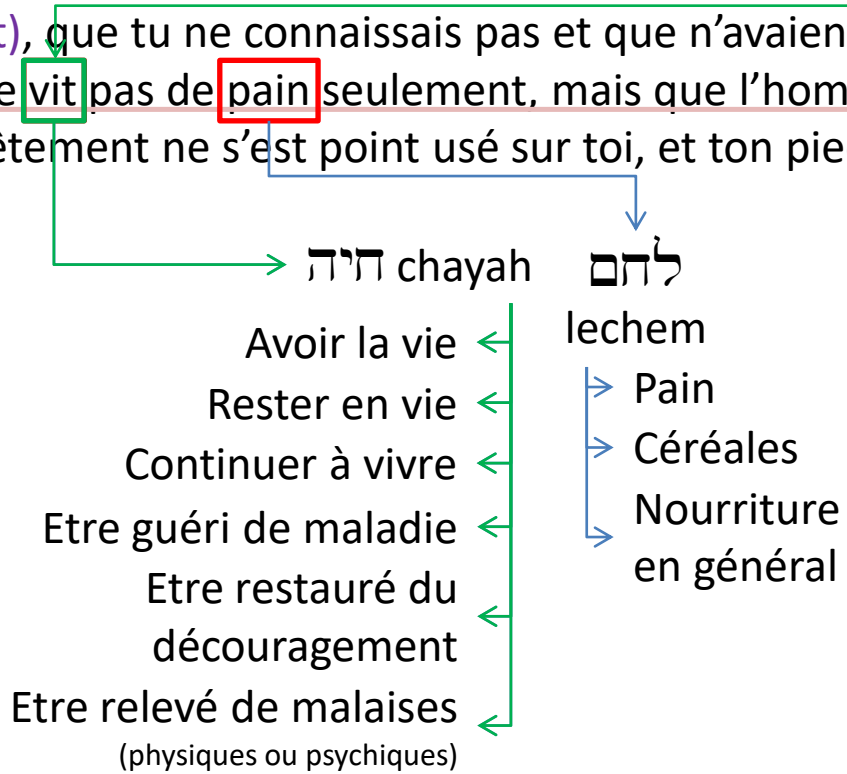 t), que tu ne connaissais pas et que n’avaien
e vit pas de pain seulement, mais que l’hom
êtement ne s’est point usé sur toi, et ton pie
חיה chayah
Avoir la vie
Rester en vie
Continuer à vivre
Etre guéri de maladie
Etre restauré du
découragement
Etre relevé de malaises
(physiques ou psychiques)
לחם
lechem
Pain
Céréales
Nourriture
en général